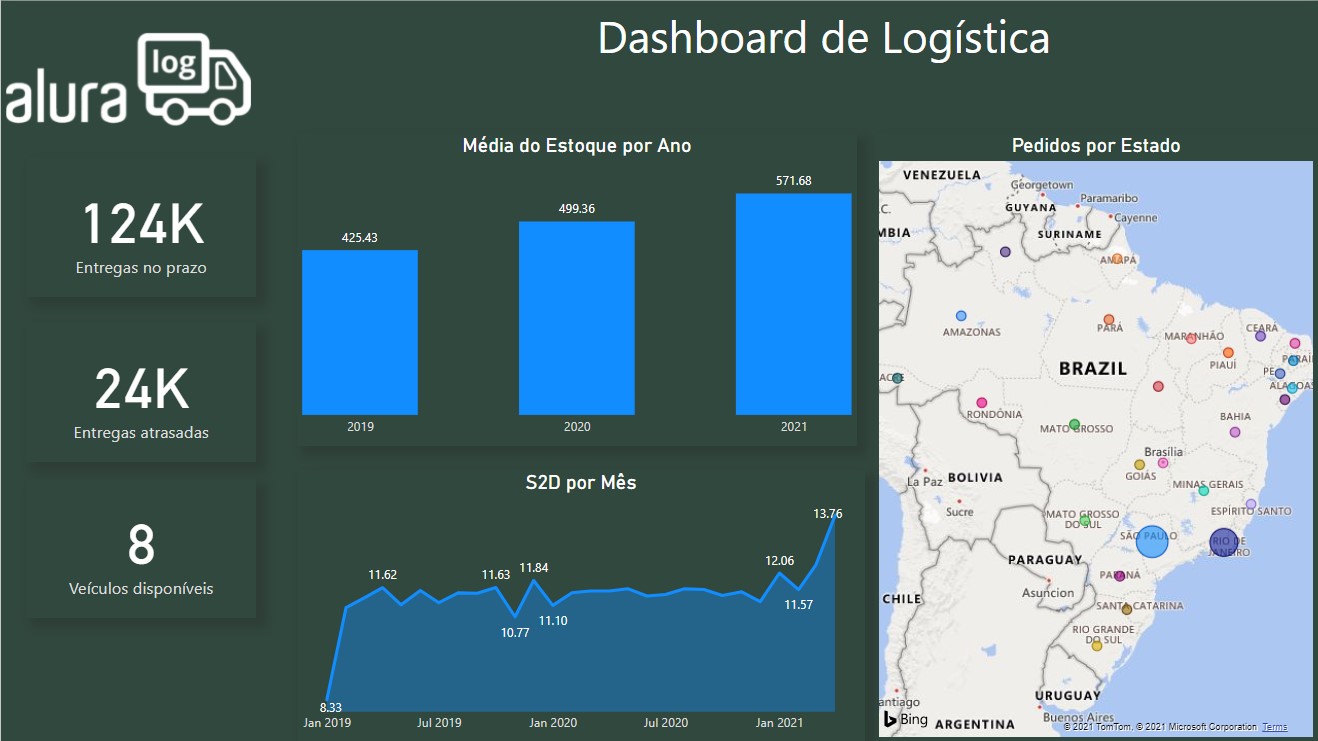 alura log
Dashboard de Logística
124K
Entregas no prazo
24K
Entregas atrasadas
8
Veículos disponíveis
Média do Estoque por Ano
425.43
499.36
571.68
2019
2020
2021
S2D por Mês
8.33
11.62
11.63
10.77
11.84
11.10
12.06
11.57
13.76
Jan 2019
Jul 2019
Jan 2020
Jul 2020
Jan 2021
Pedidos por Estado
VENEZUELA
Georgetown
Paramaribo
GUYANA
Cayenne
C.
MBIA
SURINAME
AMAPÁ
AMAZONAS
PARÁ
MARANHÃO
CEARÁ
PARAÍ
PIAUÍ
BRAZIL
ACRE
PE
ALAGOAS
RONDÔNIA
BAHIA
MATO GROSSO
Brasília
GOIÁS
La Paz
BOLIVIA
MINAS GERAIS
Sucre
MATO GROSSO
DO SUL
ESPÍRITO SANTO
SÃO PAULO
RIO DE
JANEIRO
PARAGUAY
PARANÁ
Asuncion
CHILE
SANTA CATARINA
RIO GRANDE
DO SUL
URUGUAY
antiago
Bing
ARGENTINA
Buenos Aires
© 2021 TomTom, © 2021 Microsoft Corporation Terms